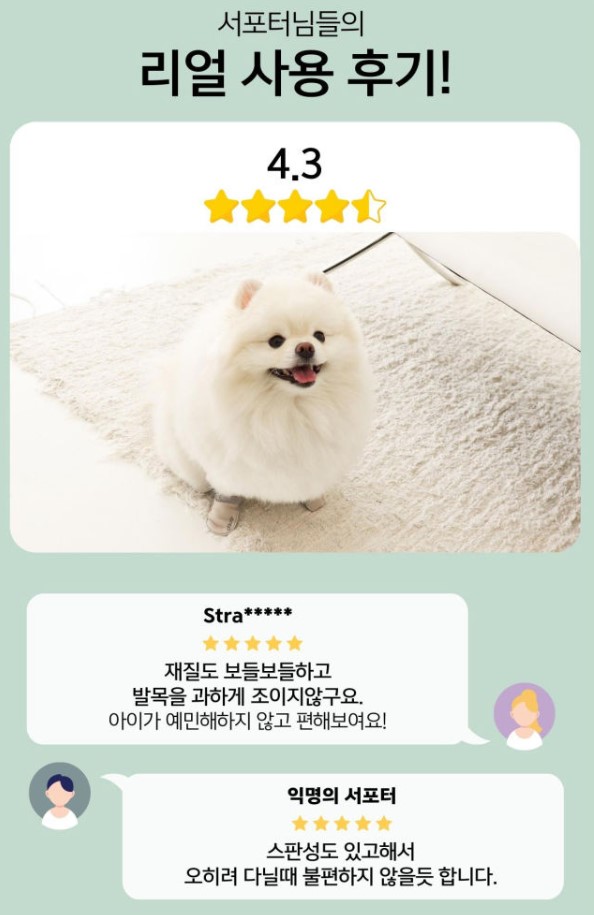 서포터님들의
리얼 사용 후기!
4.3
Stra*****
재질도 보들보들하고
발목을 과하게 조이지않구요.
아이가 예민해하지 않고 편해보여요!
익명의 서포터
스판성도 있고해서
오히려 다닐때 불편하지 않을듯 합니다.